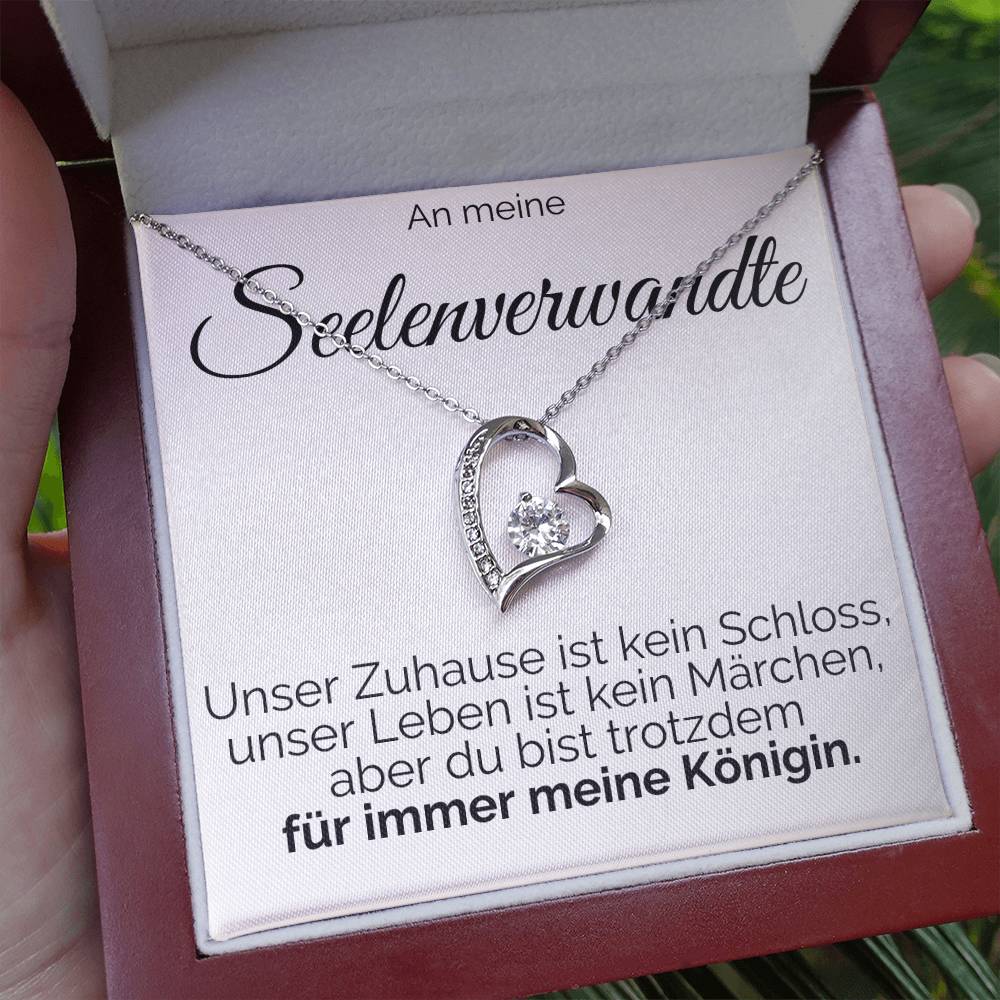 An meine
Seelenverwandte
Unser Zuhause ist kein Schloss,
unser Leben ist kein Märchen,
aber du bist trotzdem
für immer meine Königin.